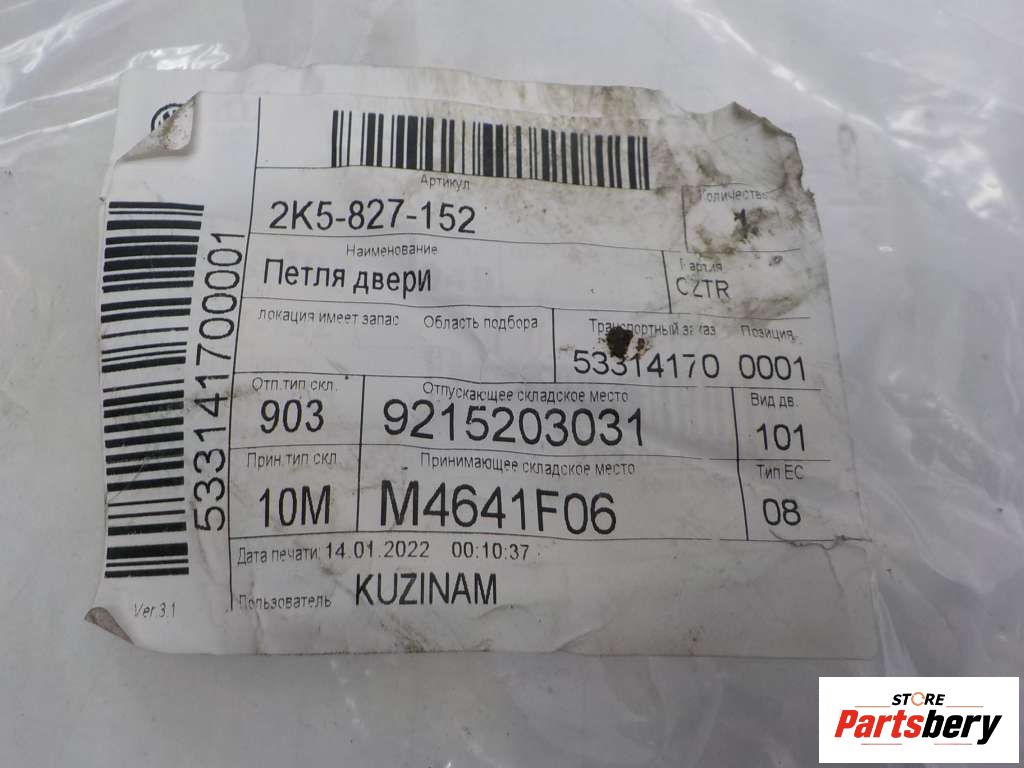 Артикул
2K5-827-152
Количество
1
Наименование
Петля двери
Партия
CZTR
локация имеет запас Область подбора
Транспортный заказ Позиция
53314170 0001
Отп.тип скл.
903
Отпускающее складское место
9215203031
Вид дв.
101
Прин.тип скл
10M
Принимающее складское место
M4641F06
Тип ЕС
08
Дата печати: 14.01.2022 00:10:37
Пользователь KUZINAM
Ver.3.1
533141700001
STORE
Partsbery